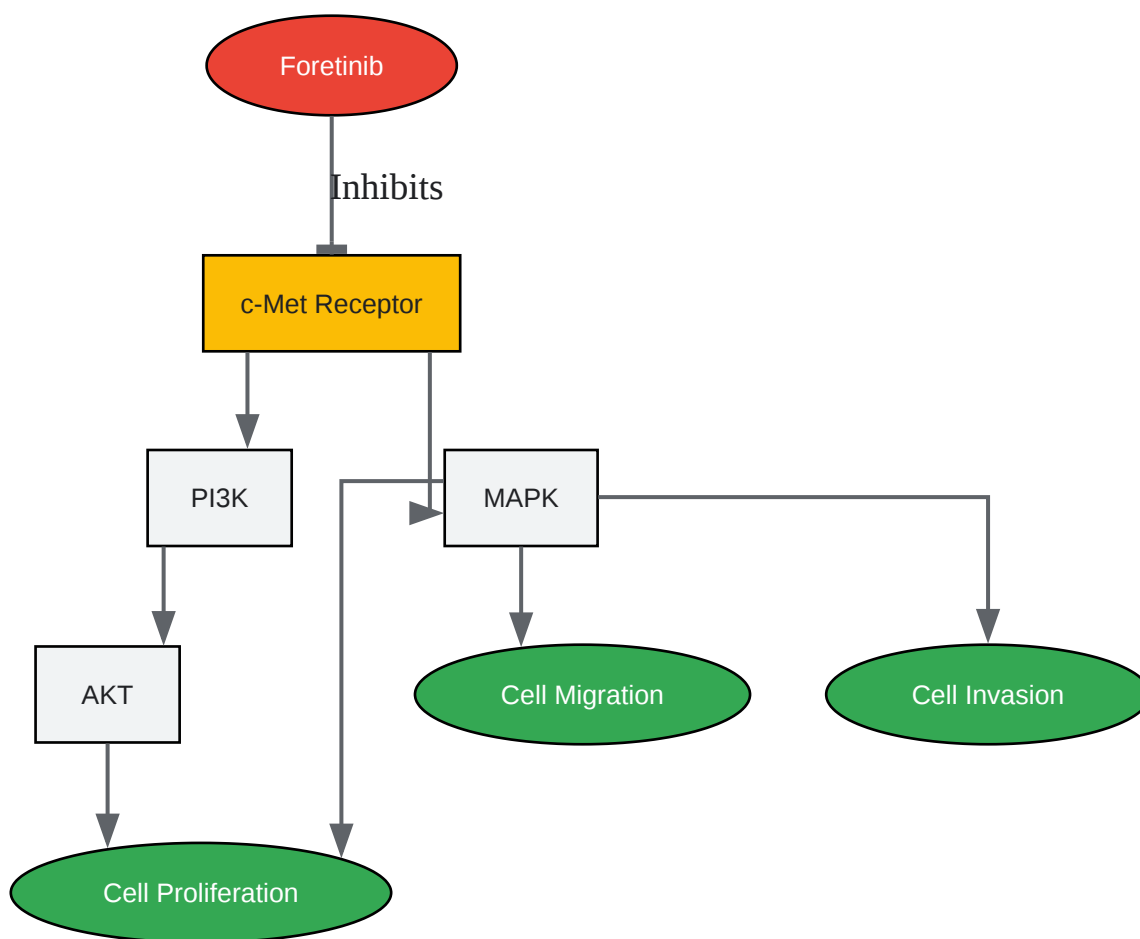 Foretinib
Inhibits
c-Met Receptor
PI3K
MAPK
AKT
Cell Migration
Cell Invasion
Cell Proliferation